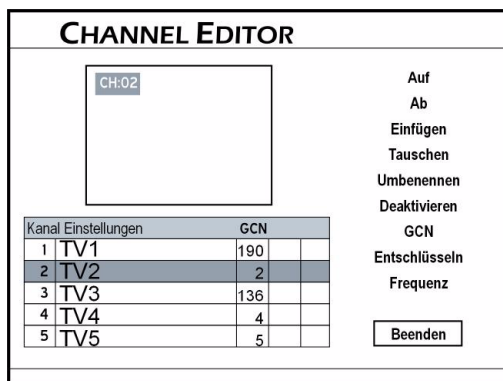 CHANNEL EDITOR
CH:02
Kanal Einstellungen GCN
1 TV1 190
2 TV2 2
3 TV3 136
4 TV4 4
5 TV5 5
Auf
Ab
Einfügen
Tauschen
Umbenennen
Deaktivieren
GCN
Entschlüsseln
Frequenz
Beenden